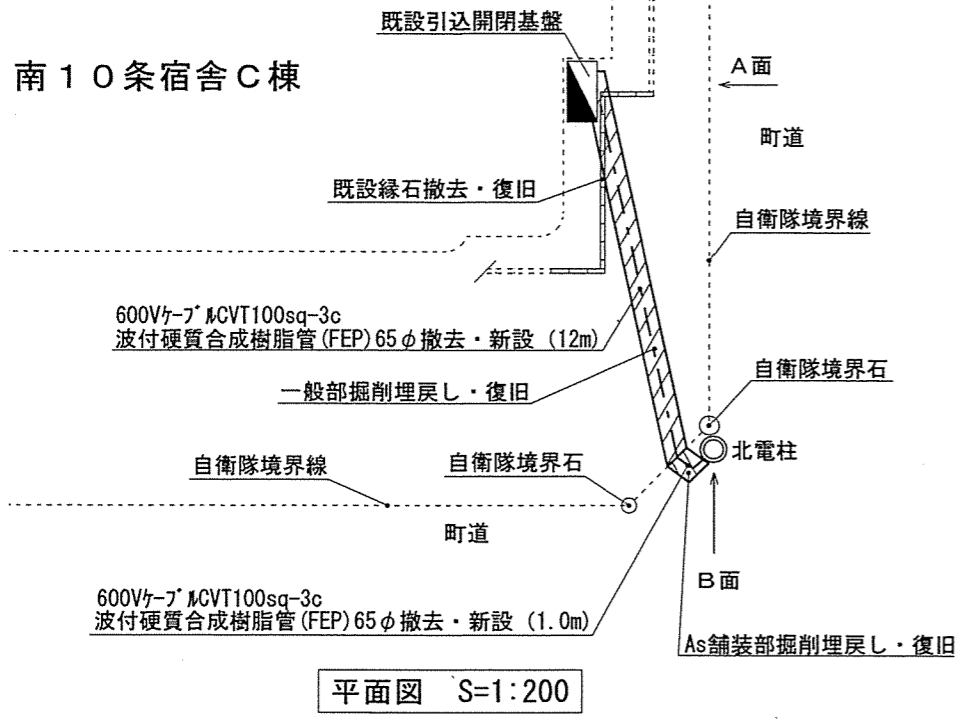 既設引込開閉基盤
南１０条宿舎Ｃ棟
Ａ面
町道
既設縁石撤去・復旧
自衛隊境界線
600Vｹｰﾌﾞﾙ CVT100sq-3c
波付硬質合成樹脂管(FEP)65φ撤去・新設 (12m)
自衛隊境界石
一般部掘削埋戻し・復旧
北電柱
自衛隊境界線
自衛隊境界石
町道
Ｂ面
600Vｹｰﾌﾞﾙ CVT100sq-3c
波付硬質合成樹脂管(FEP)65φ撤去・新設 (1.0m)
As舗装部掘削埋戻し・復旧
平面図 S=1:200